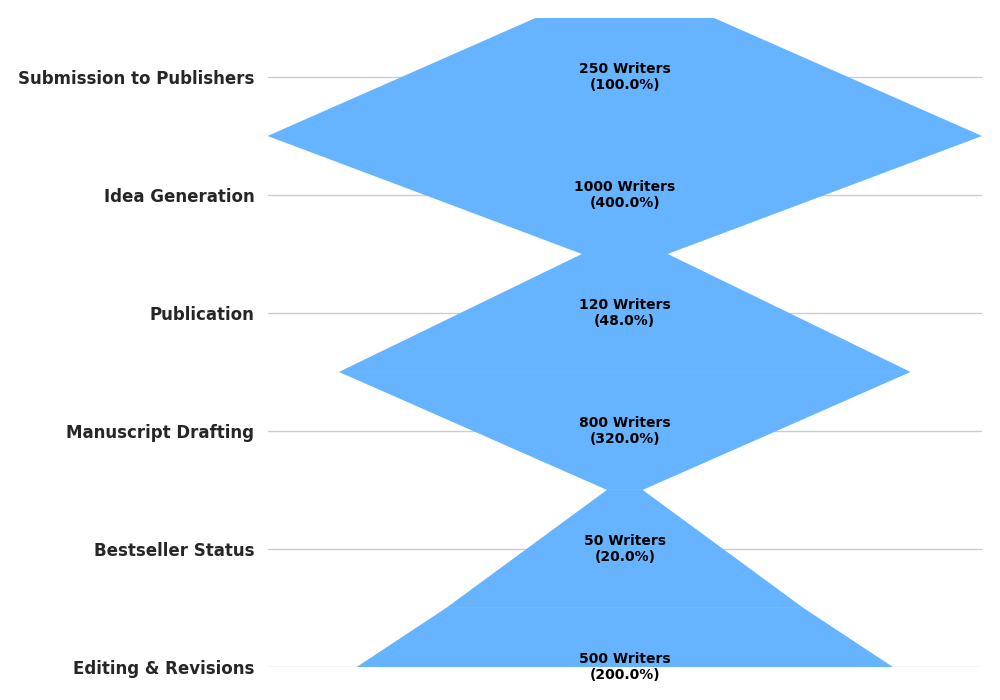 Submission to Publishers
250 Writers
(100.0%)
Idea Generation
1000 Writers
(400.0%)
Publication
120 Writers
(48.0%)
Manuscript Drafting
800 Writers
(320.0%)
Bestseller Status
50 Writers
(20.0%)
Editing & Revisions
500 Writers
(200.0%)